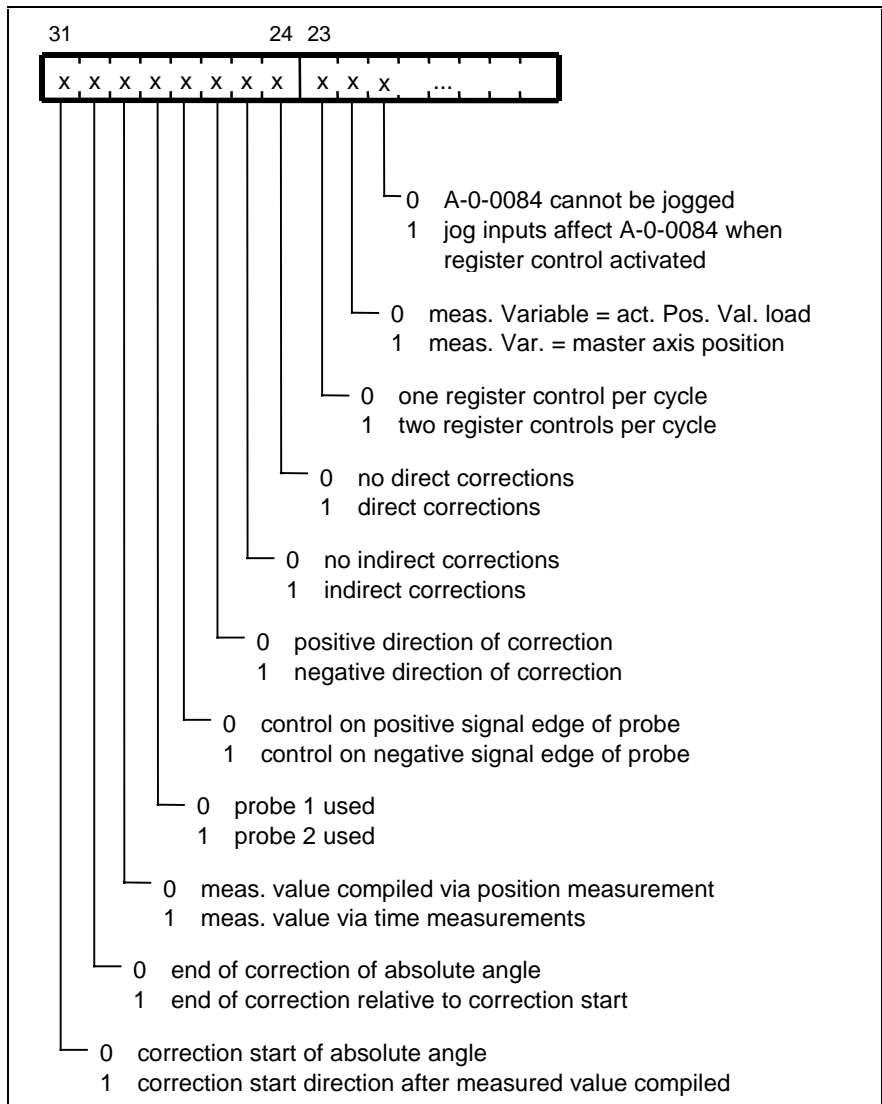 31 24 23
x x x x x x x x x x x ...
0 A-0-0084 cannot be jogged
1 jog inputs affect A-0-0084 when
register control activated
0 meas. Variable = act. Pos. Val. load
1 meas. Var. = master axis position
0 one register control per cycle
1 two register controls per cycle
0 no direct corrections
1 direct corrections
0 no indirect corrections
1 indirect corrections
0 positive direction of correction
1 negative direction of correction
0 control on positive signal edge of probe
1 control on negative signal edge of probe
0 probe 1 used
1 probe 2 used
0 meas. value compiled via position measurement
1 meas. value via time measurements
0 end of correction of absolute angle
1 end of correction relative to correction start
0 correction start of absolute angle
1 correction start direction after measured value compiled